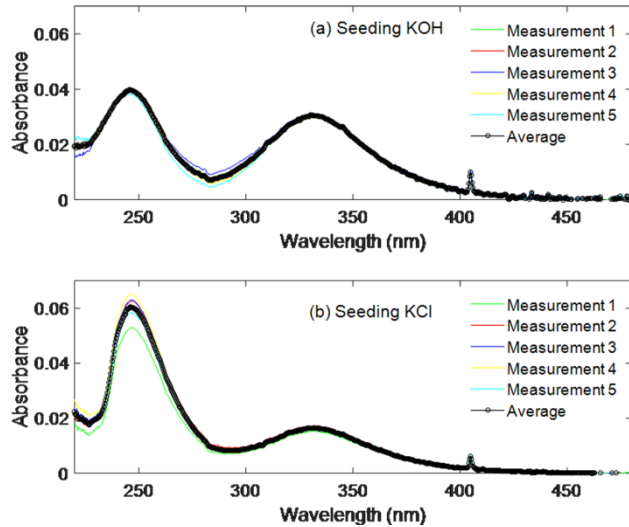 (a) Seeding KOH
Measurement 1
Measurement 2
Measurement 3
Measurement 4
Measurement 5
Average
Absorbance
0.06
0.04
0.02
0
250
300
350
400
450
Wavelength (nm)
(b) Seeding KCl
Measurement 1
Measurement 2
Measurement 3
Measurement 4
Measurement 5
Average
Absorbance
0.06
0.04
0.02
0
250
300
350
400
450
Wavelength (nm)